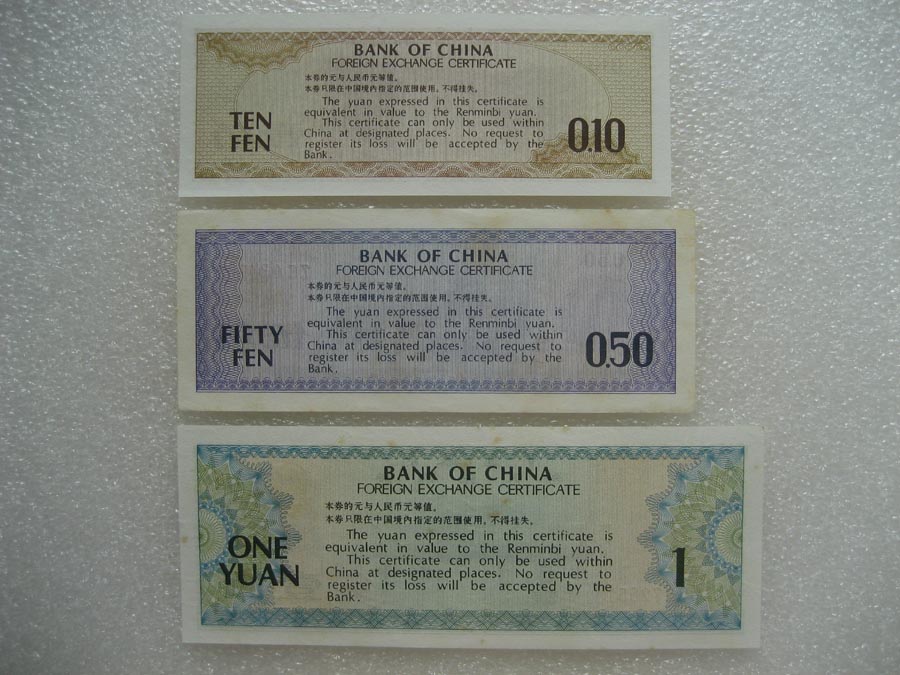 BANK OF CHINA
FOREIGN EXCHANGE CERTIFICATE
本券的元与人民币元等值。
本券只限在中国境内指定的范围使用，不得挂失。
The yuan expressed in this certificate is
equivalent in value to the Renminbi yuan.
This certificate can only be used within
China at designated places. No request to
register its loss will be accepted by the
Bank.
TEN
FEN
0.10
BANK OF CHINA
FOREIGN EXCHANGE CERTIFICATE
本券的元与人民币元等值。
本券只限在中国境内指定的范围使用，不得挂失。
The yuan expressed in this certificate is
equivalent in value to the Renminbi yuan.
This certificate can only be used within
China at designated places. No request to
register its loss will be accepted by the
Bank.
FIFTY
FEN
0.50
BANK OF CHINA
FOREIGN EXCHANGE CERTIFICATE
本券的元与人民币元等值。
本券只限在中国境内指定的范围使用，不得挂失。
The yuan expressed in this certificate is
equivalent in value to the Renminbi yuan.
This certificate can only be used within
China at designated places. No request to
register its loss will be accepted by the
Bank.
ONE
YUAN
1